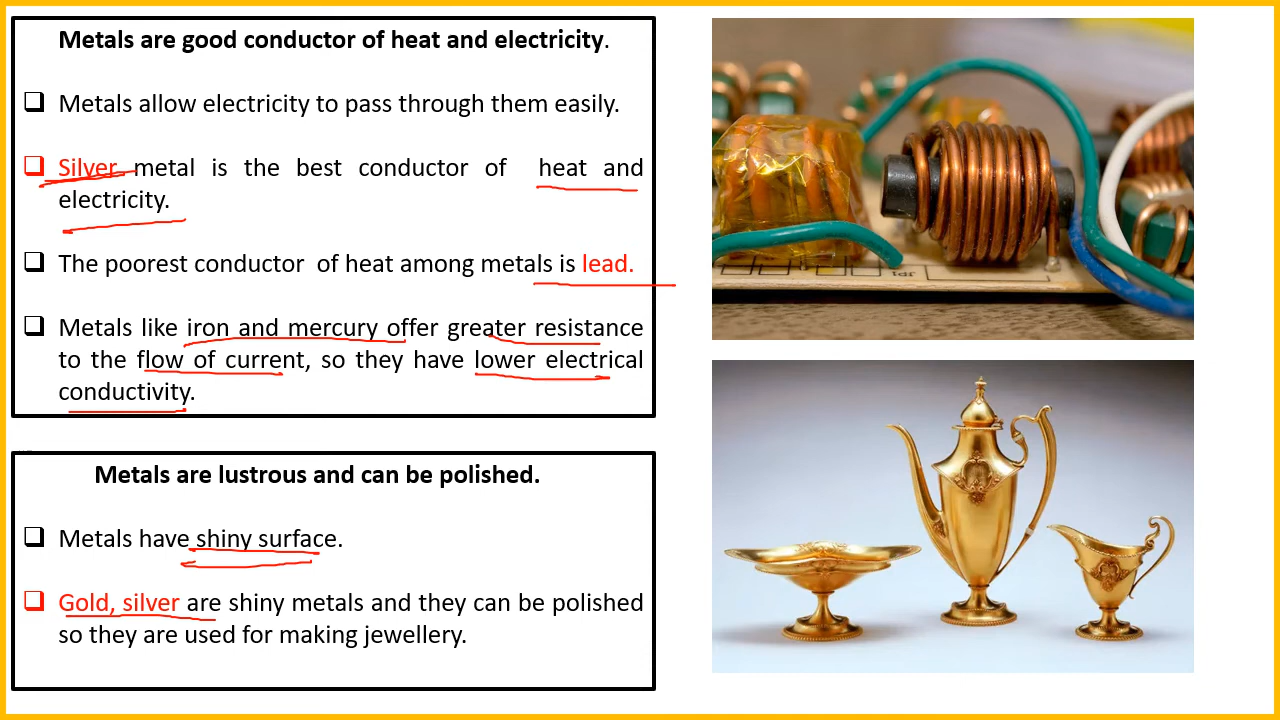 Metals are good conductor of heat and electricity.
Metals allow electricity to pass through them easily.
Silver metal is the best conductor of heat and
electricity.
The poorest conductor of heat among metals is lead.
Metals like iron and mercury offer greater resistance
to the flow of current, so they have lower electrical
conductivity.
Metals are lustrous and can be polished.
Metals have shiny surface.
Gold, silver are shiny metals and they can be polished
so they are used for making jewellery.
JP1